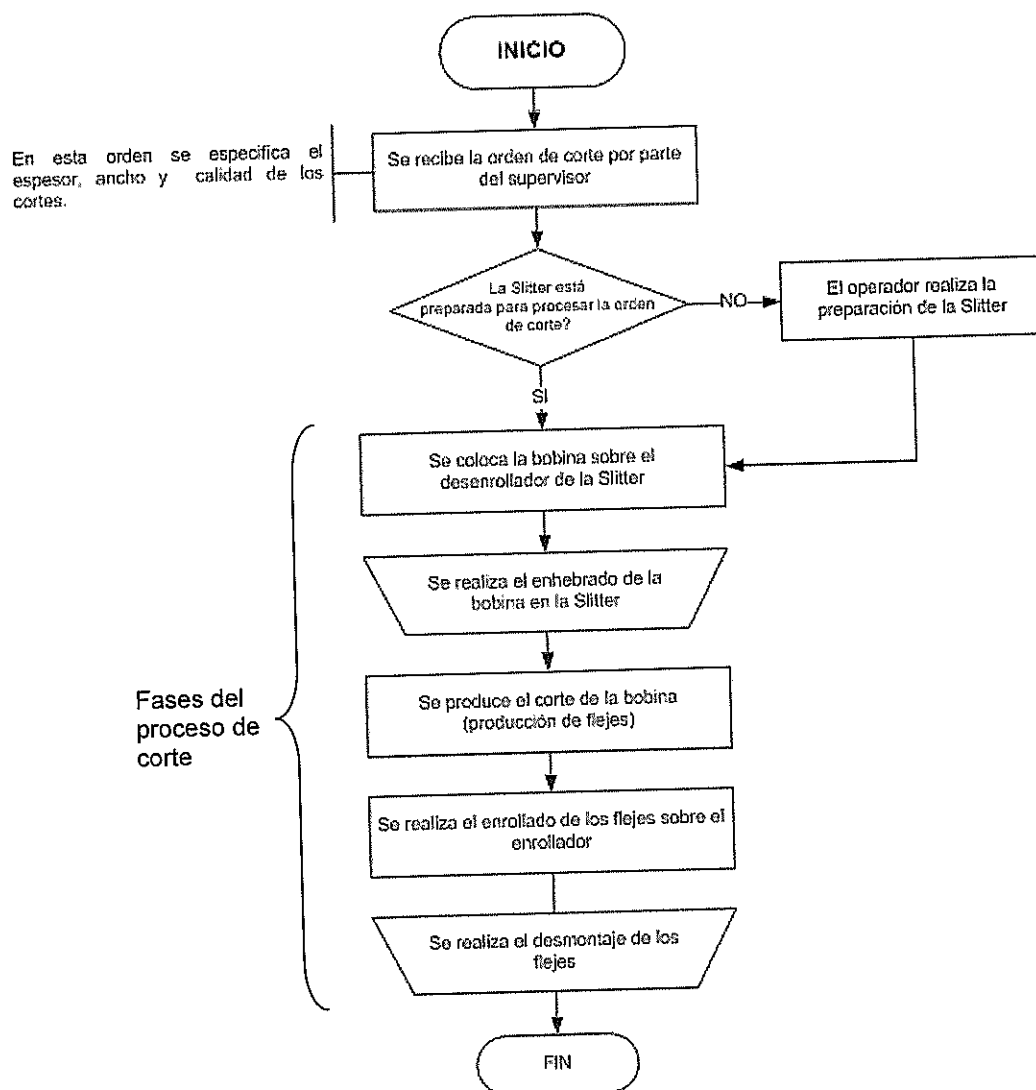 INICIO
En esta orden se especifica el
espesor, ancho y calidad de los
cortes.
Se recibe la orden de corte por parte
del supervisor
La Slitter está
preparada para procesar la orden
de corte?
NO
El operador realiza la
preparación de la Slitter
SI
Se coloca la bobina sobre el
desenrollador de la Slitter
Se realiza el enhebrado de la
bobina en la Slitter
Fases del
proceso de
corte
Se produce el corte de la bobina
(producción de flejes)
Se realiza el enrollado de los flejes sobre el
enrollador
Se realiza el desmontaje de los
flejes
FIN